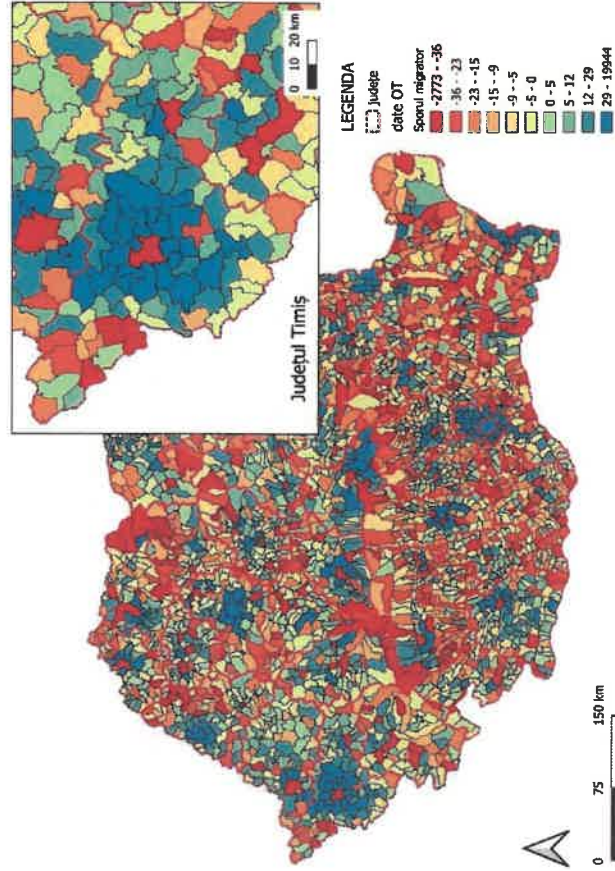 0 10 20 km
Județul Timiș
LEGENDA
județe
date OT
Sporul migrator
-2773 - -36
-36 - -23
-23 - -15
-15 - -9
-9 - -5
-5 - 0
0 - 5
5 - 12
12 - 29
29 - 19944
0 75 150 km